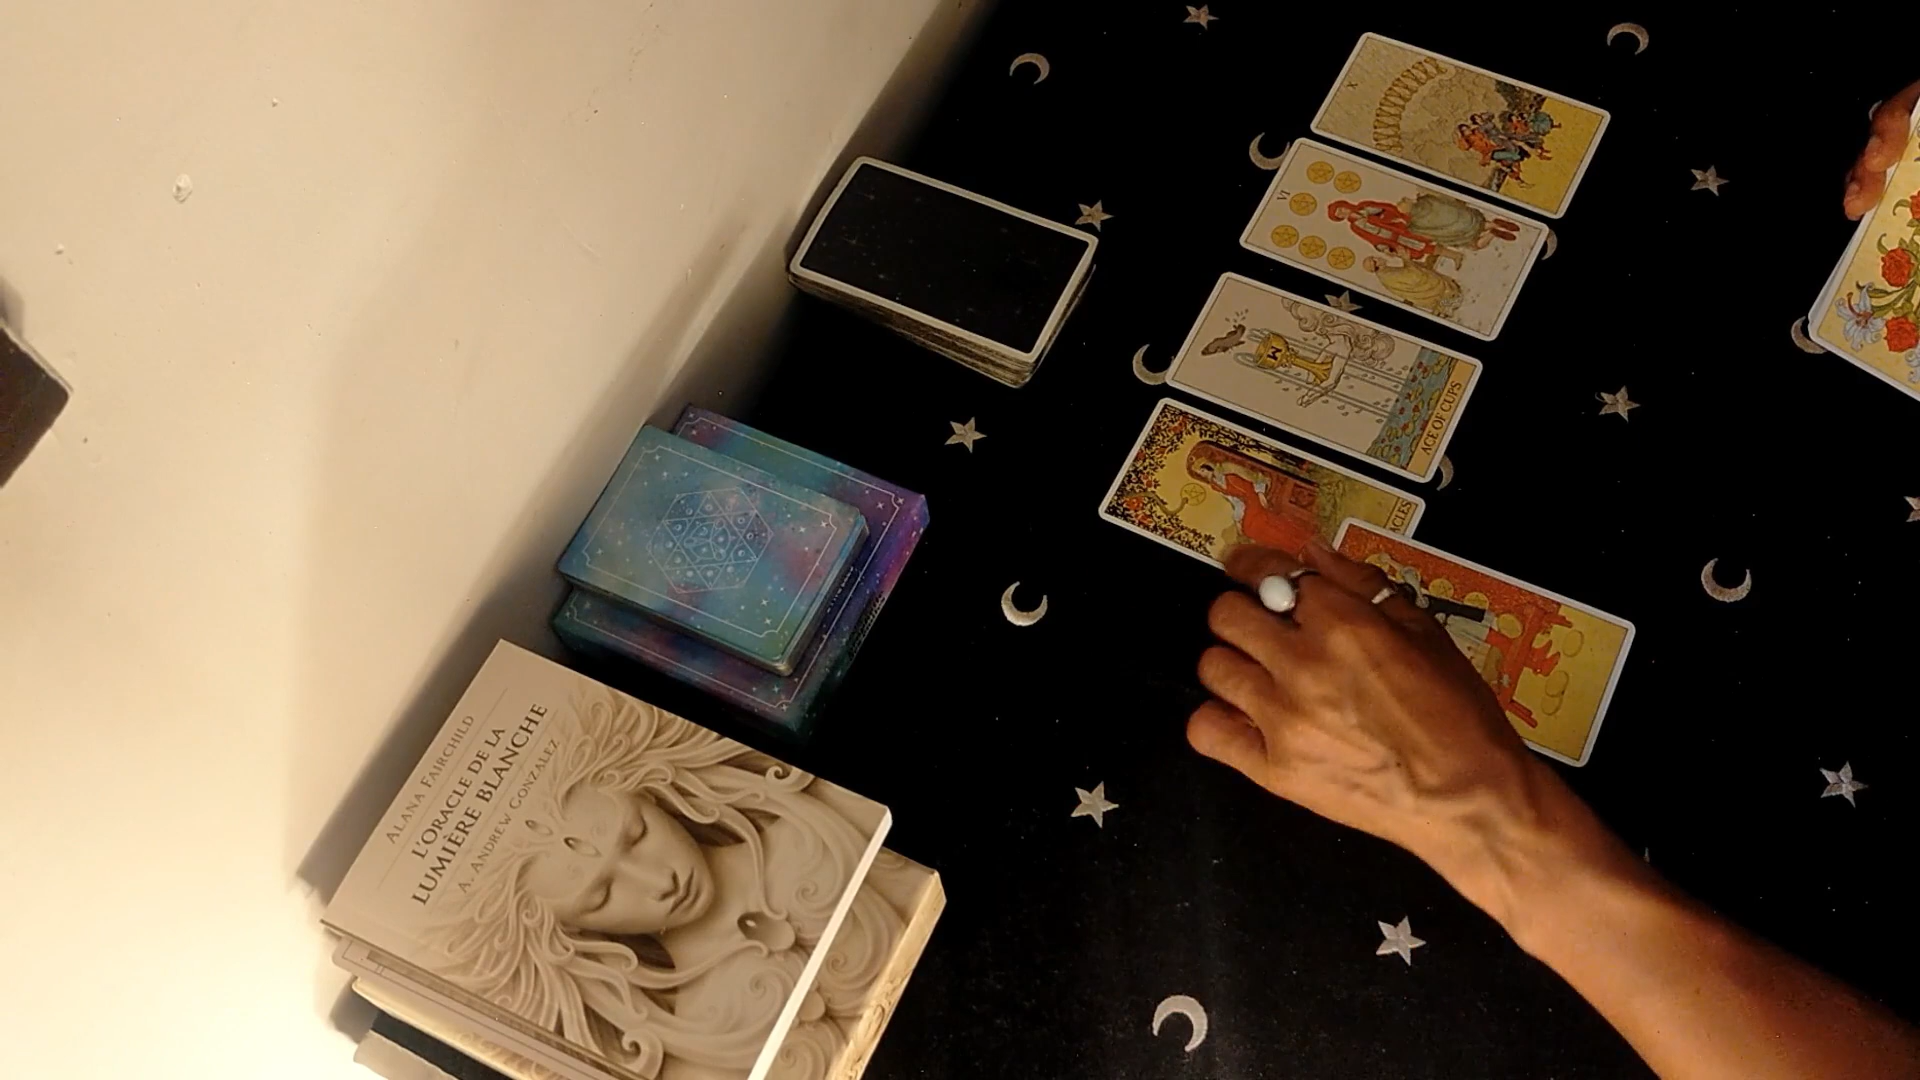 ALANA FAIRCHILD
L'ORACLE DE LA
LUMIÈRE BLANCHE
A. ANDREW GONZALEZ
X
VI
M
ACE OF CUPS
ACLES